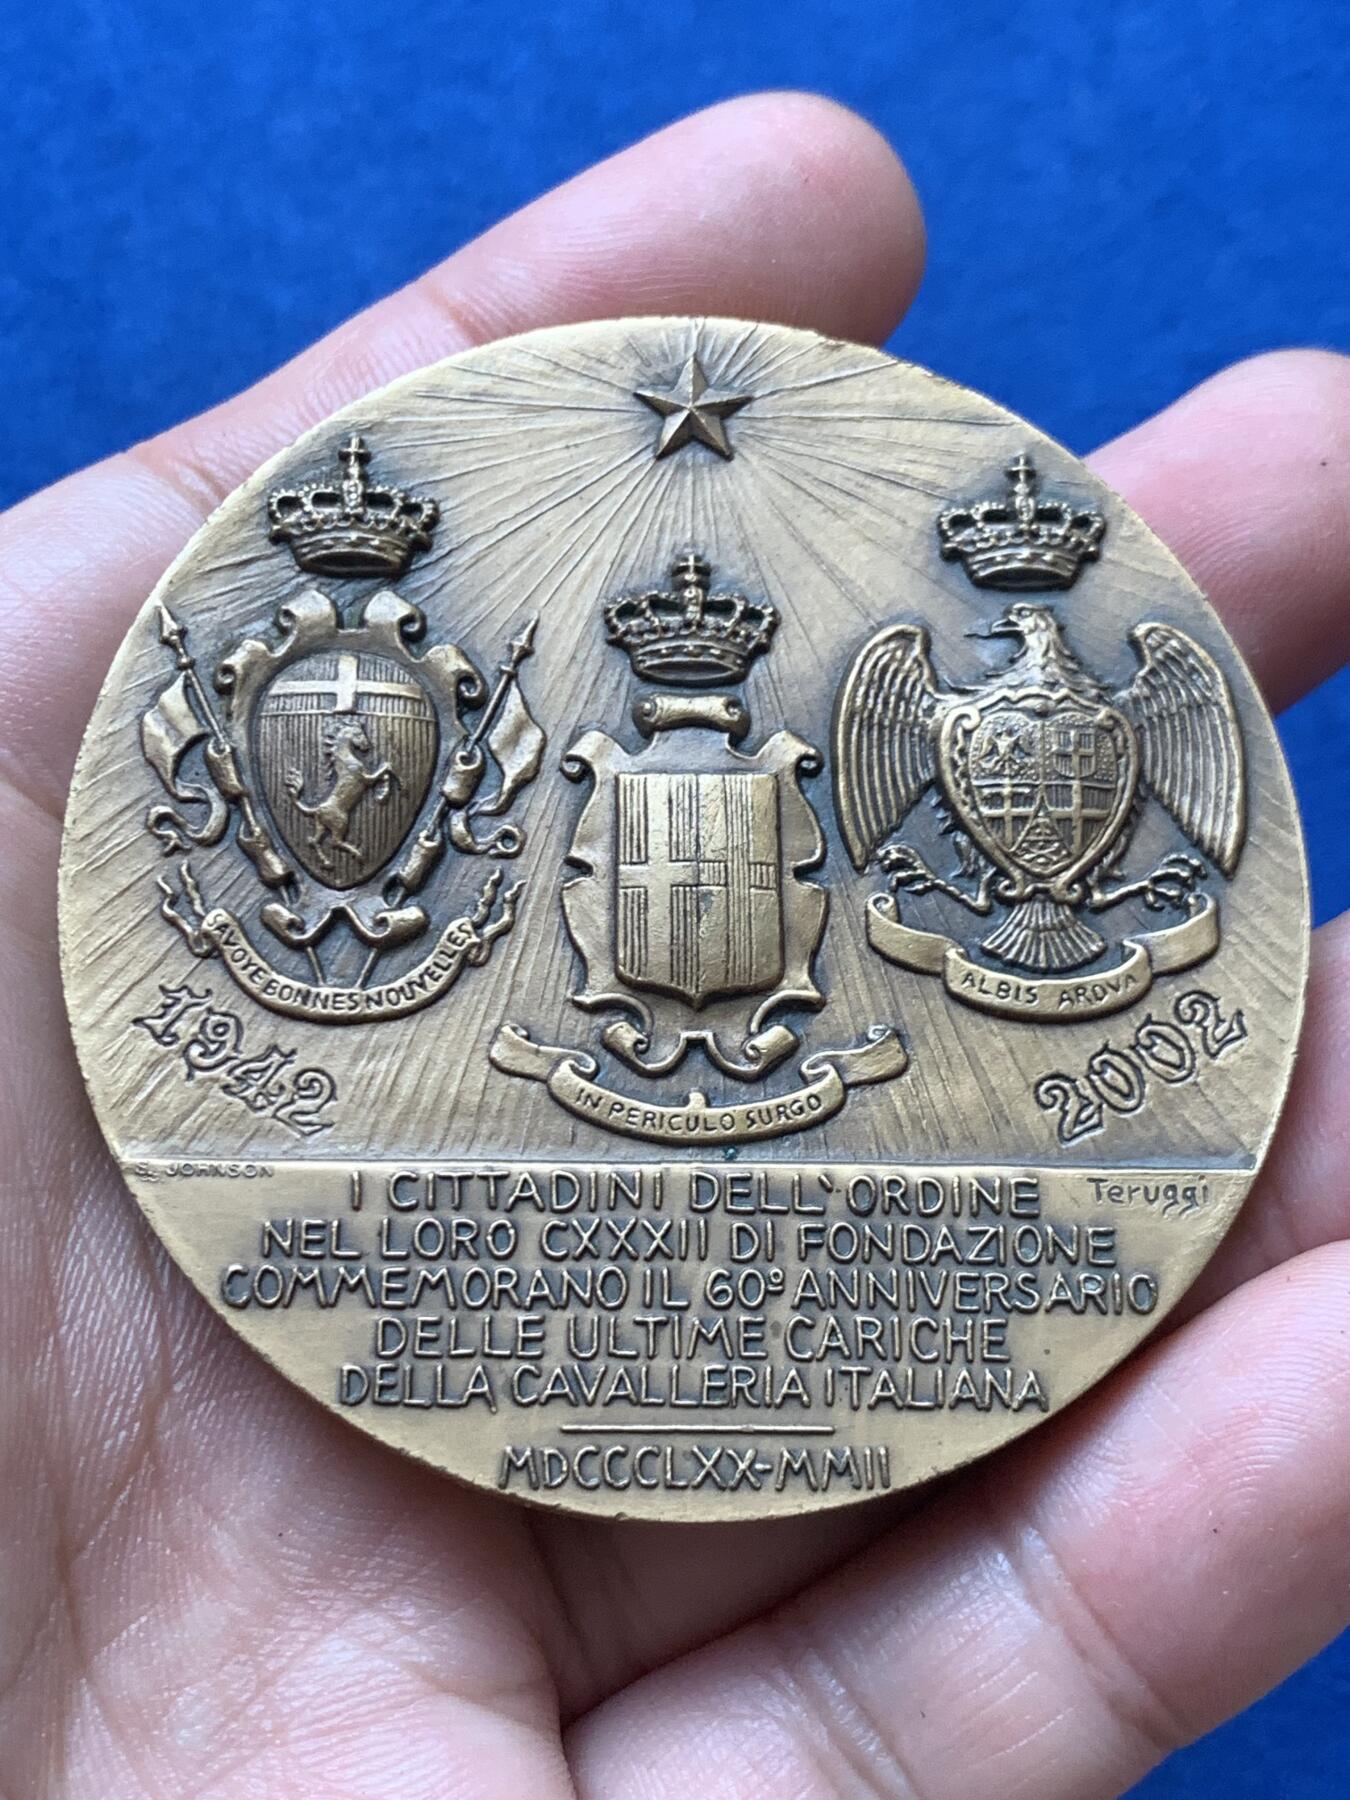 SAVOYE BONNES NOUVELLES
ALBIS ARDVA
IN PERICULO SURGO
1942
2002
S. JOHNSON
Teruggi
I CITTADINI DELL' ORDINE
NEL LORO CXXXII DI FONDAZIONE
COMMEMORANO IL 60º ANNIVERSARIO
DELLE ULTIME CARICHE
DELLA CAVALLERIA ITALIANA
MDCCCLXX-MMII